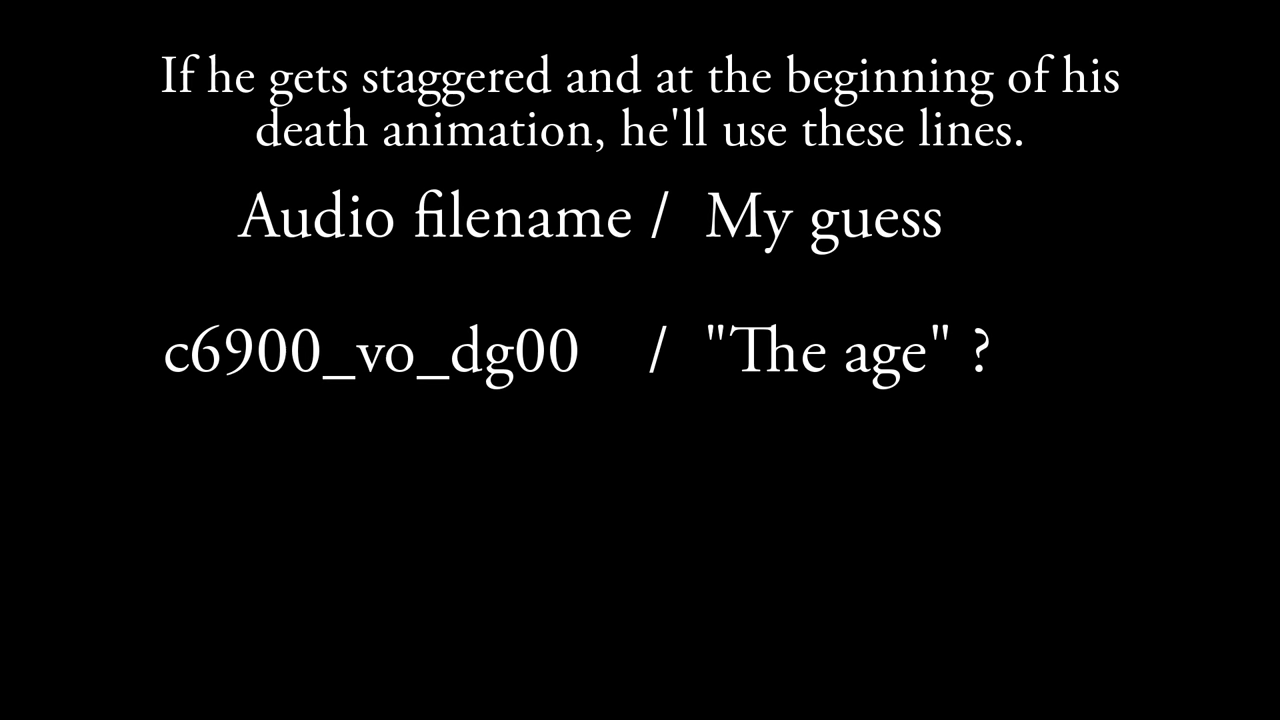 If he gets staggered and at the beginning of his
death animation, he'll use these lines.
Audio filename / My guess
c6900_vo_dg00 / "The age" ?